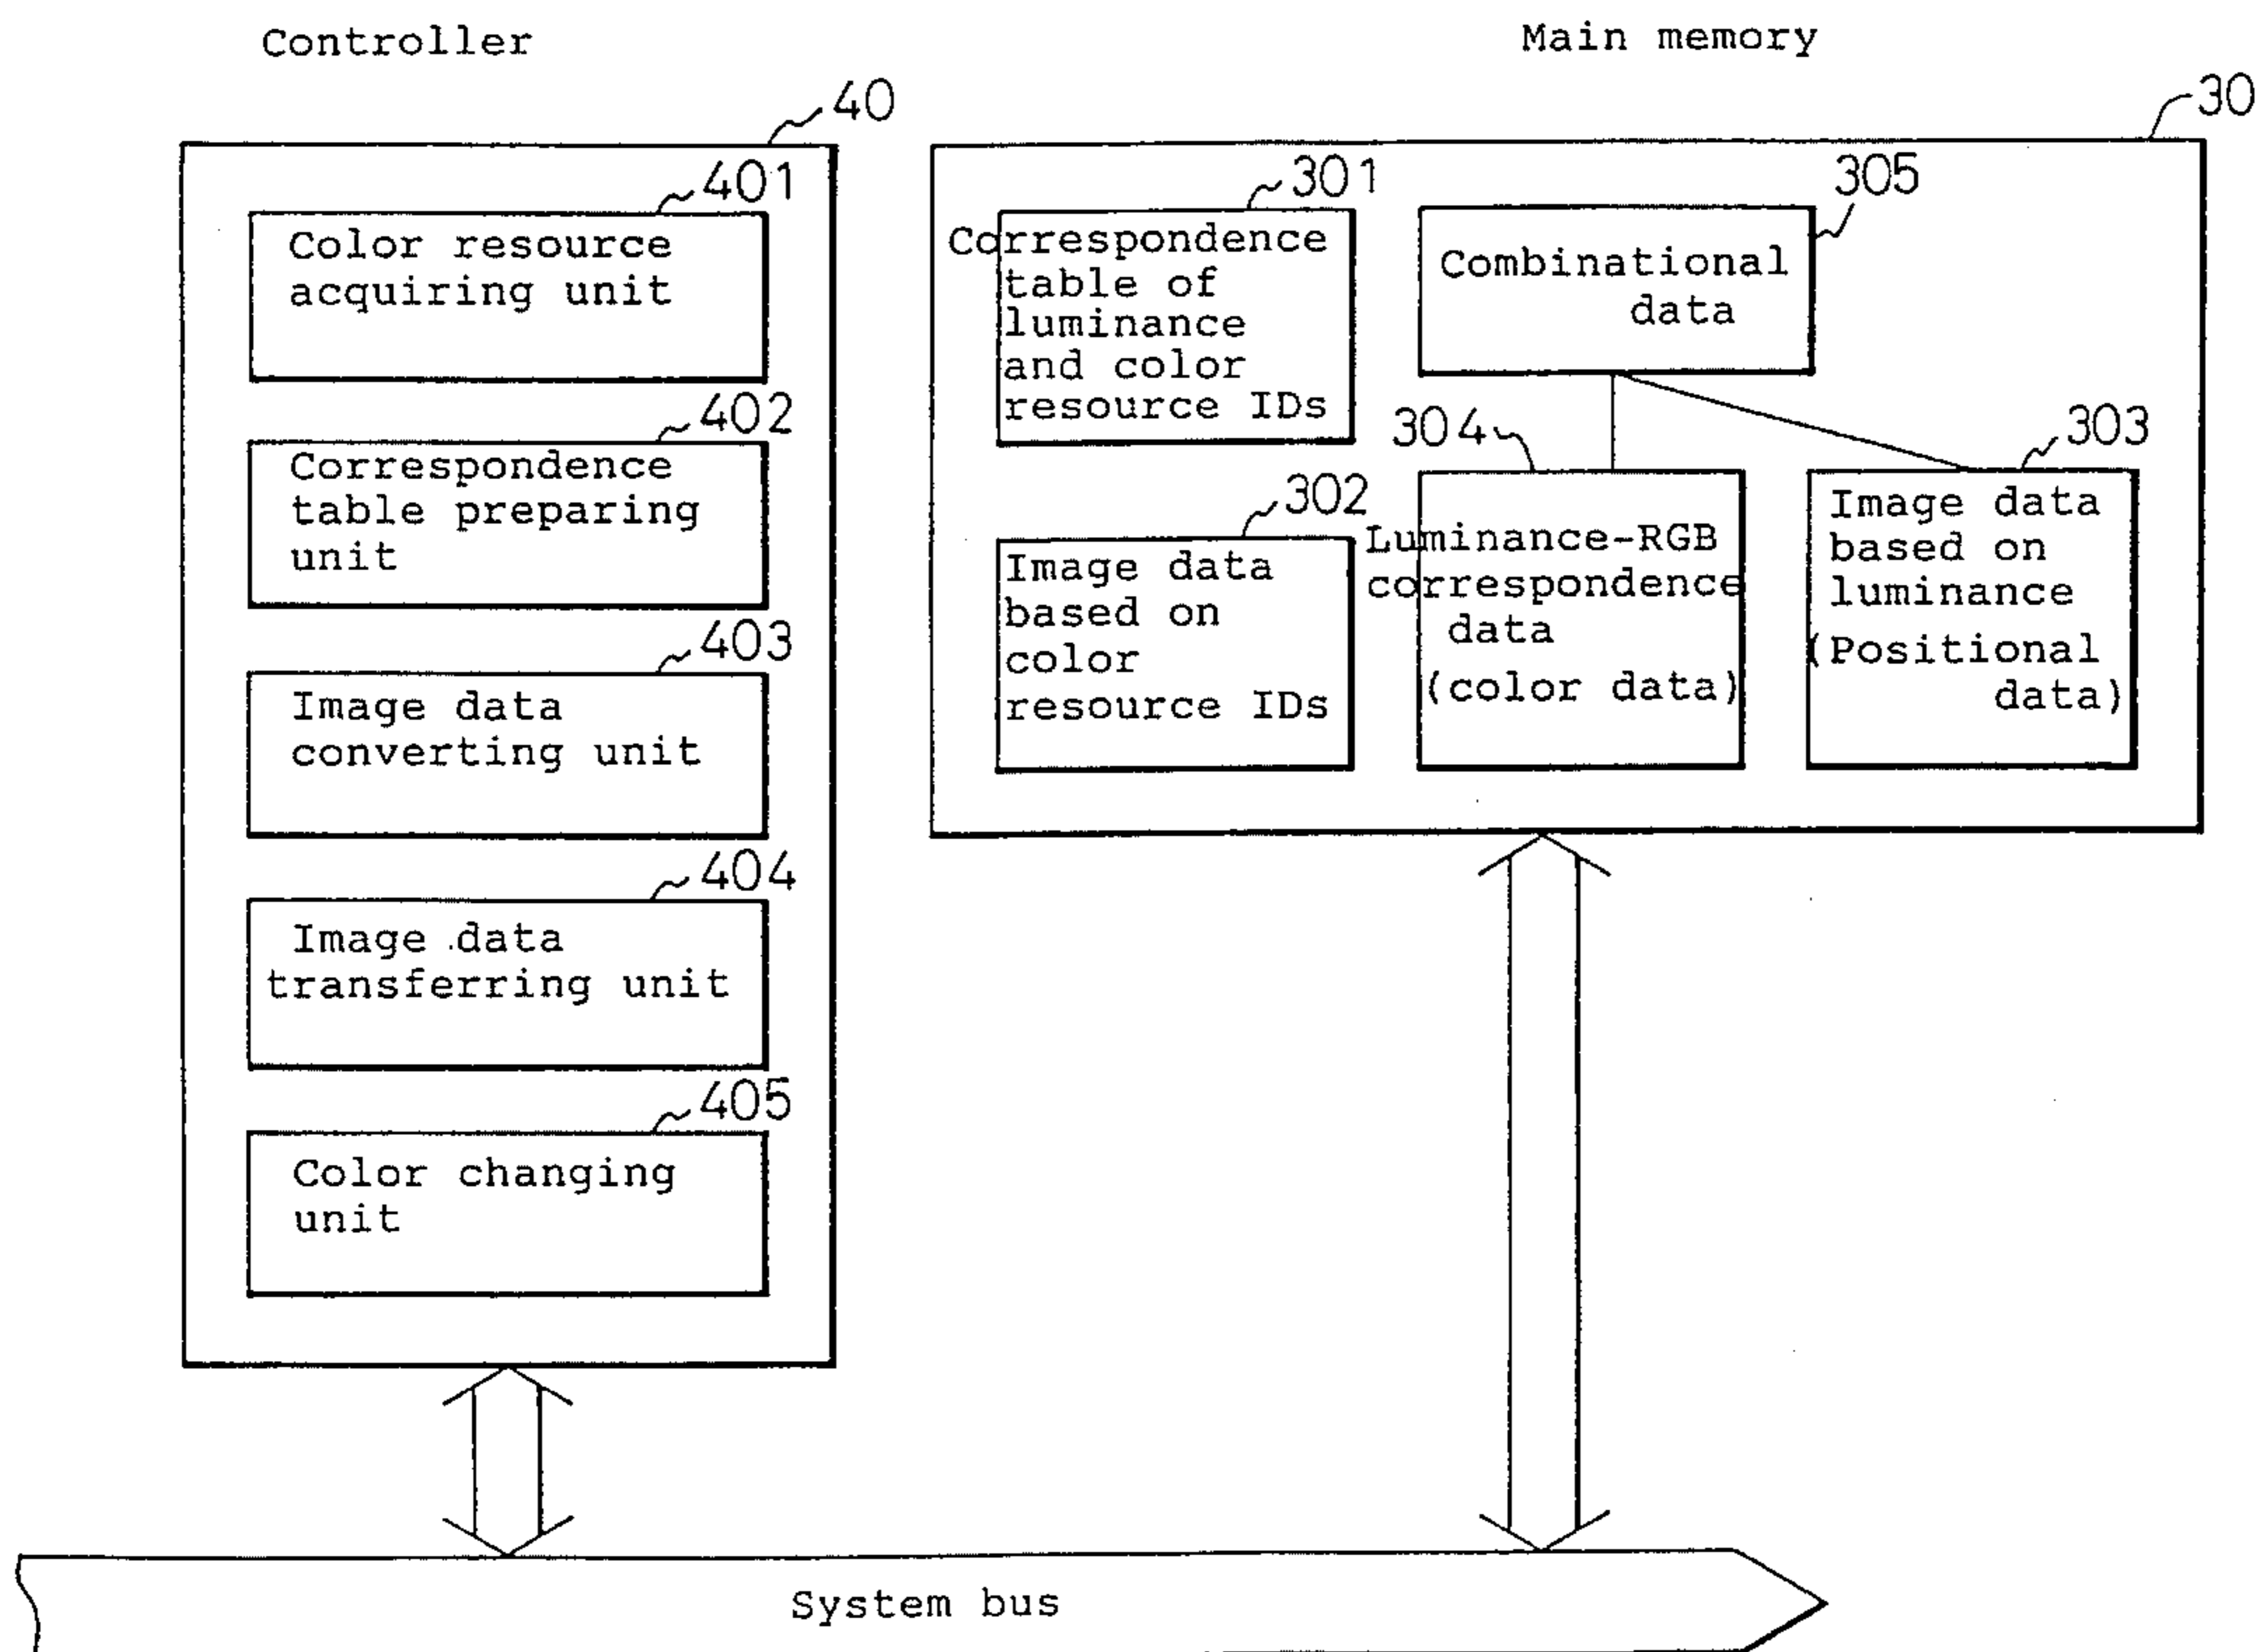 Controller
40
401
Color resource
acquiring unit
402
Correspondence
table preparing
unit
403
Image data
converting unit
404
Image data
transferring unit
405
Color changing
unit
Main memory
30
301
Correspondence
table of
luminance
and color
resource IDs
305
Combinational
data
302
Image data
based on
color
resource IDs
304
Luminance-RGB
correspondence
data
(color data)
303
Image data
based on
luminance
(Positional
data)
System bus